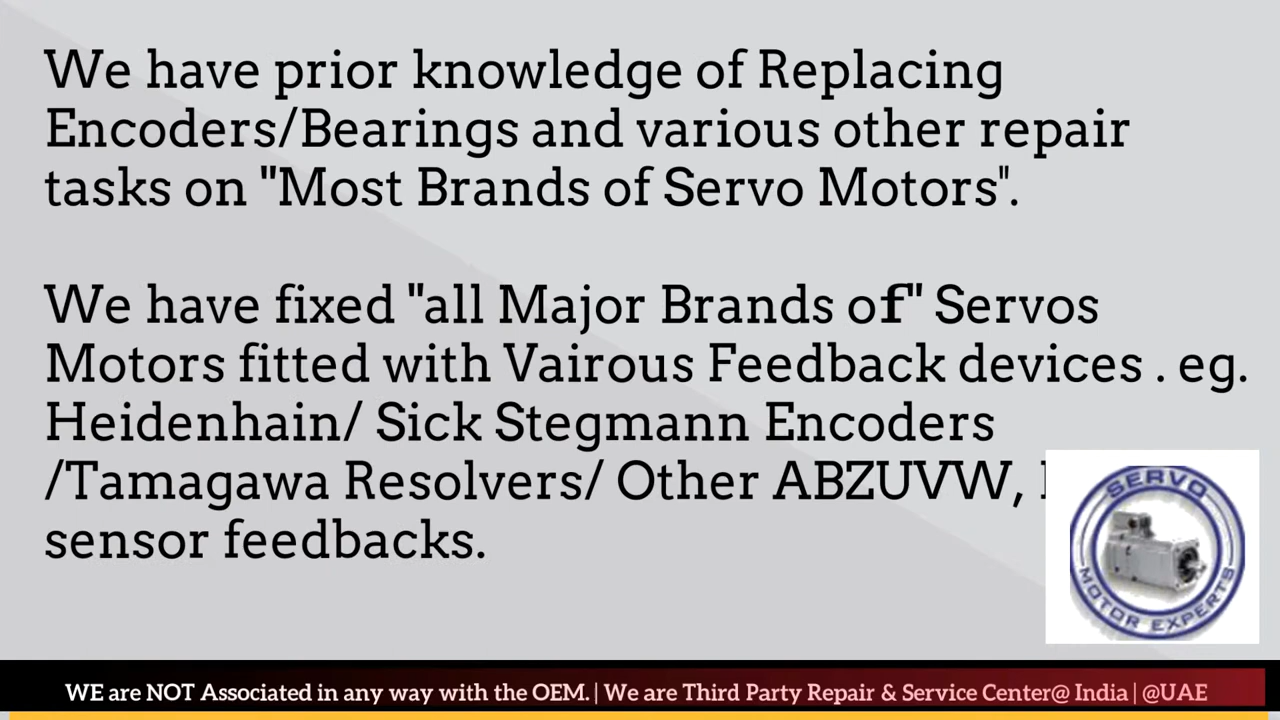 We have prior knowledge of Replacing
Encoders/Bearings and various other repair
tasks on "Most Brands of Servo Motors".
We have fixed "all Major Brands of" Servos
Motors fitted with Vairous Feedback devices . eg.
Heidenhain/ Sick Stegmann Encoders
/Tamagawa Resolvers/ Other ABZUVW,
sensor feedbacks.
SERVO
MOTOR EXPERTS
WE are NOT Associated in any way with the OEM. | We are Third Party Repair & Service Center@ India | @UAE